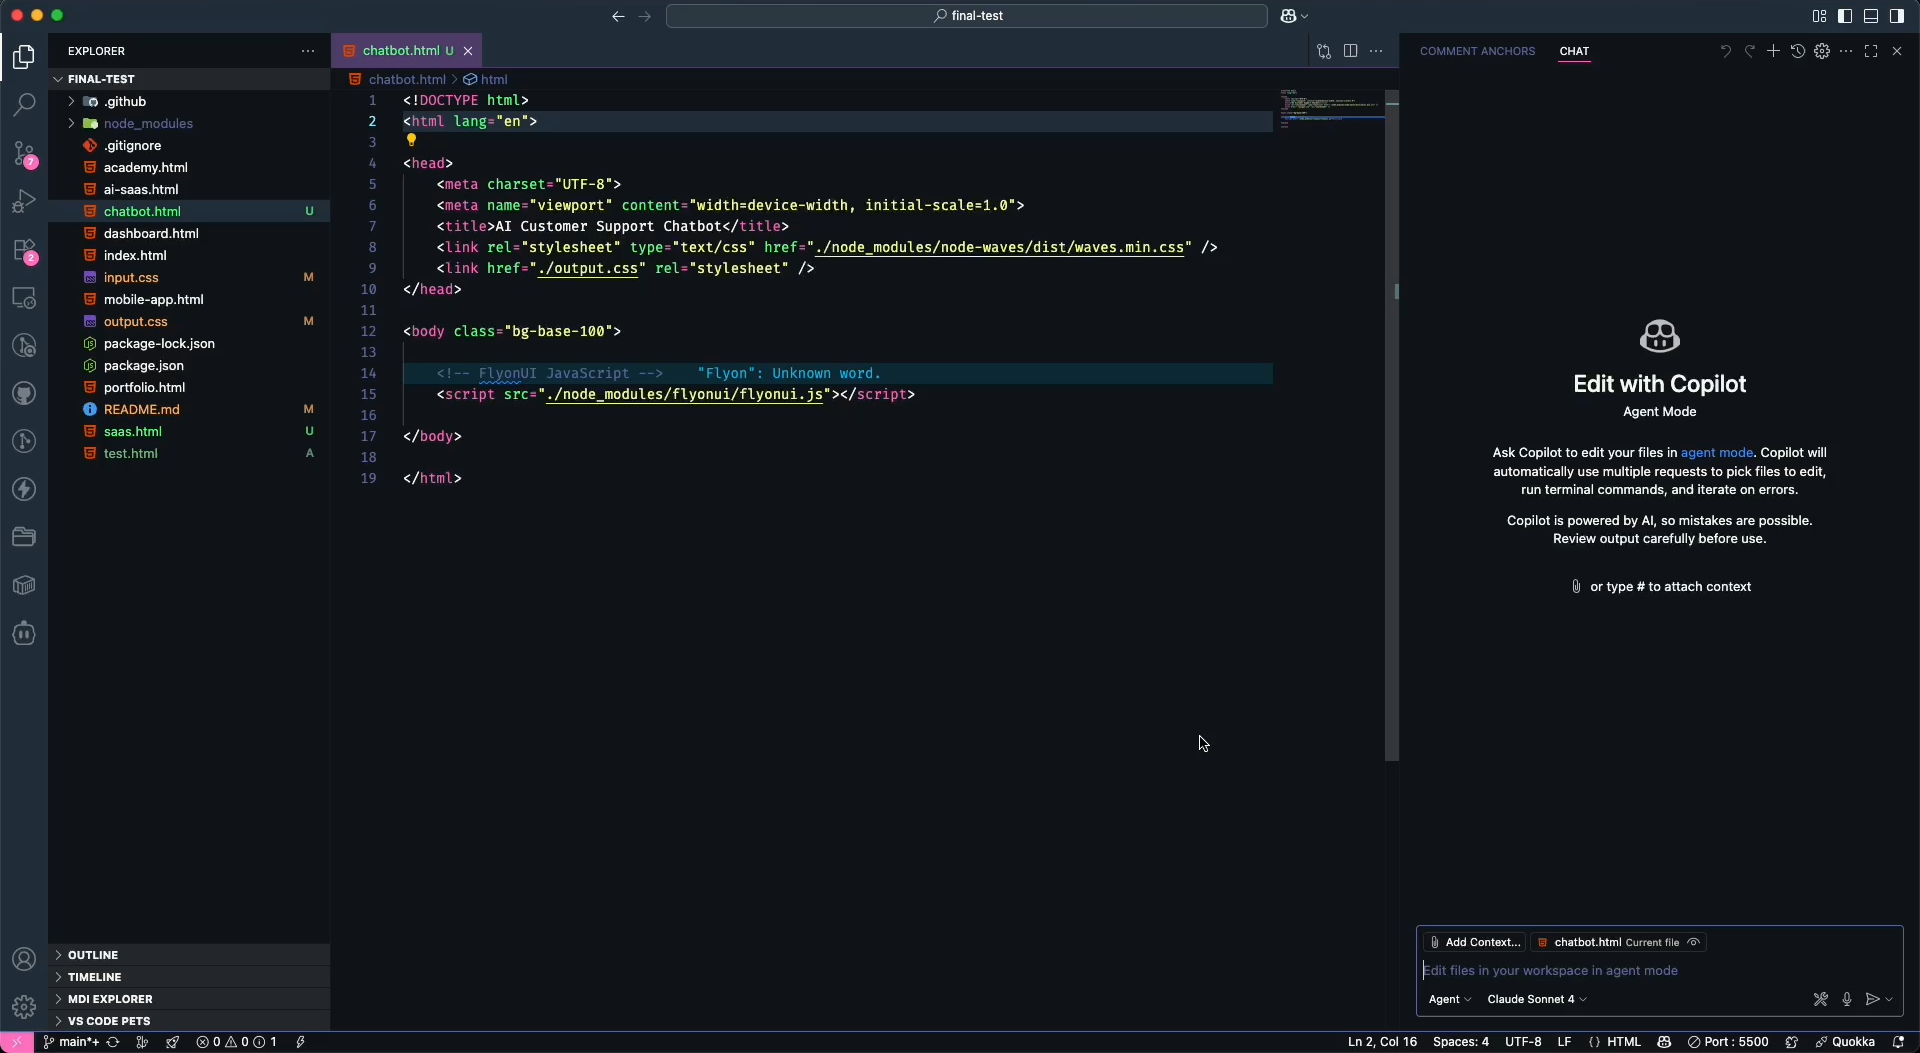 final-test
EXPLORER
FINAL-TEST
.github
node_modules
.gitignore
academy.html
ai-saas.html
chatbot.html U
dashboard.html
index.html
input.css M
mobile-app.html
output.css M
package-lock.json
package.json
portfolio.html
README.md M
saas.html U
test.html A
OUTLINE
TIMELINE
MDI EXPLORER
VS CODE PETS
7
2
chatbot.html U
chatbot.html > html
1 <!DOCTYPE html>
2 <html lang="en">
3
4 <head>
5 <meta charset="UTF-8">
6 <meta name="viewport" content="width=device-width, initial-scale=1.0">
7 <title>AI Customer Support Chatbot</title>
8 <link rel="stylesheet" type="text/css" href="./node_modules/node-waves/dist/waves.min.css" />
9 <link href="./output.css" rel="stylesheet" />
10 </head>
11
12 <body class="bg-base-100">
13
14 <!-- FlyonUI JavaScript --> "Flyon": Unknown word.
15 <script src="./node_modules/flyonui/flyonui.js"></script>
16
17 </body>
18
19 </html>
COMMENT ANCHORS CHAT
Edit with Copilot
Agent Mode
Ask Copilot to edit your files in agent mode. Copilot will
automatically use multiple requests to pick files to edit,
run terminal commands, and iterate on errors.
Copilot is powered by AI, so mistakes are possible.
Review output carefully before use.
or type # to attach context
Add Context... chatbot.html Current file
Edit files in your workspace in agent mode
Agent Claude Sonnet 4
main*+ 0 0 1 Ln 2, Col 16 Spaces: 4 UTF-8 LF {} HTML Port : 5500 Quokka